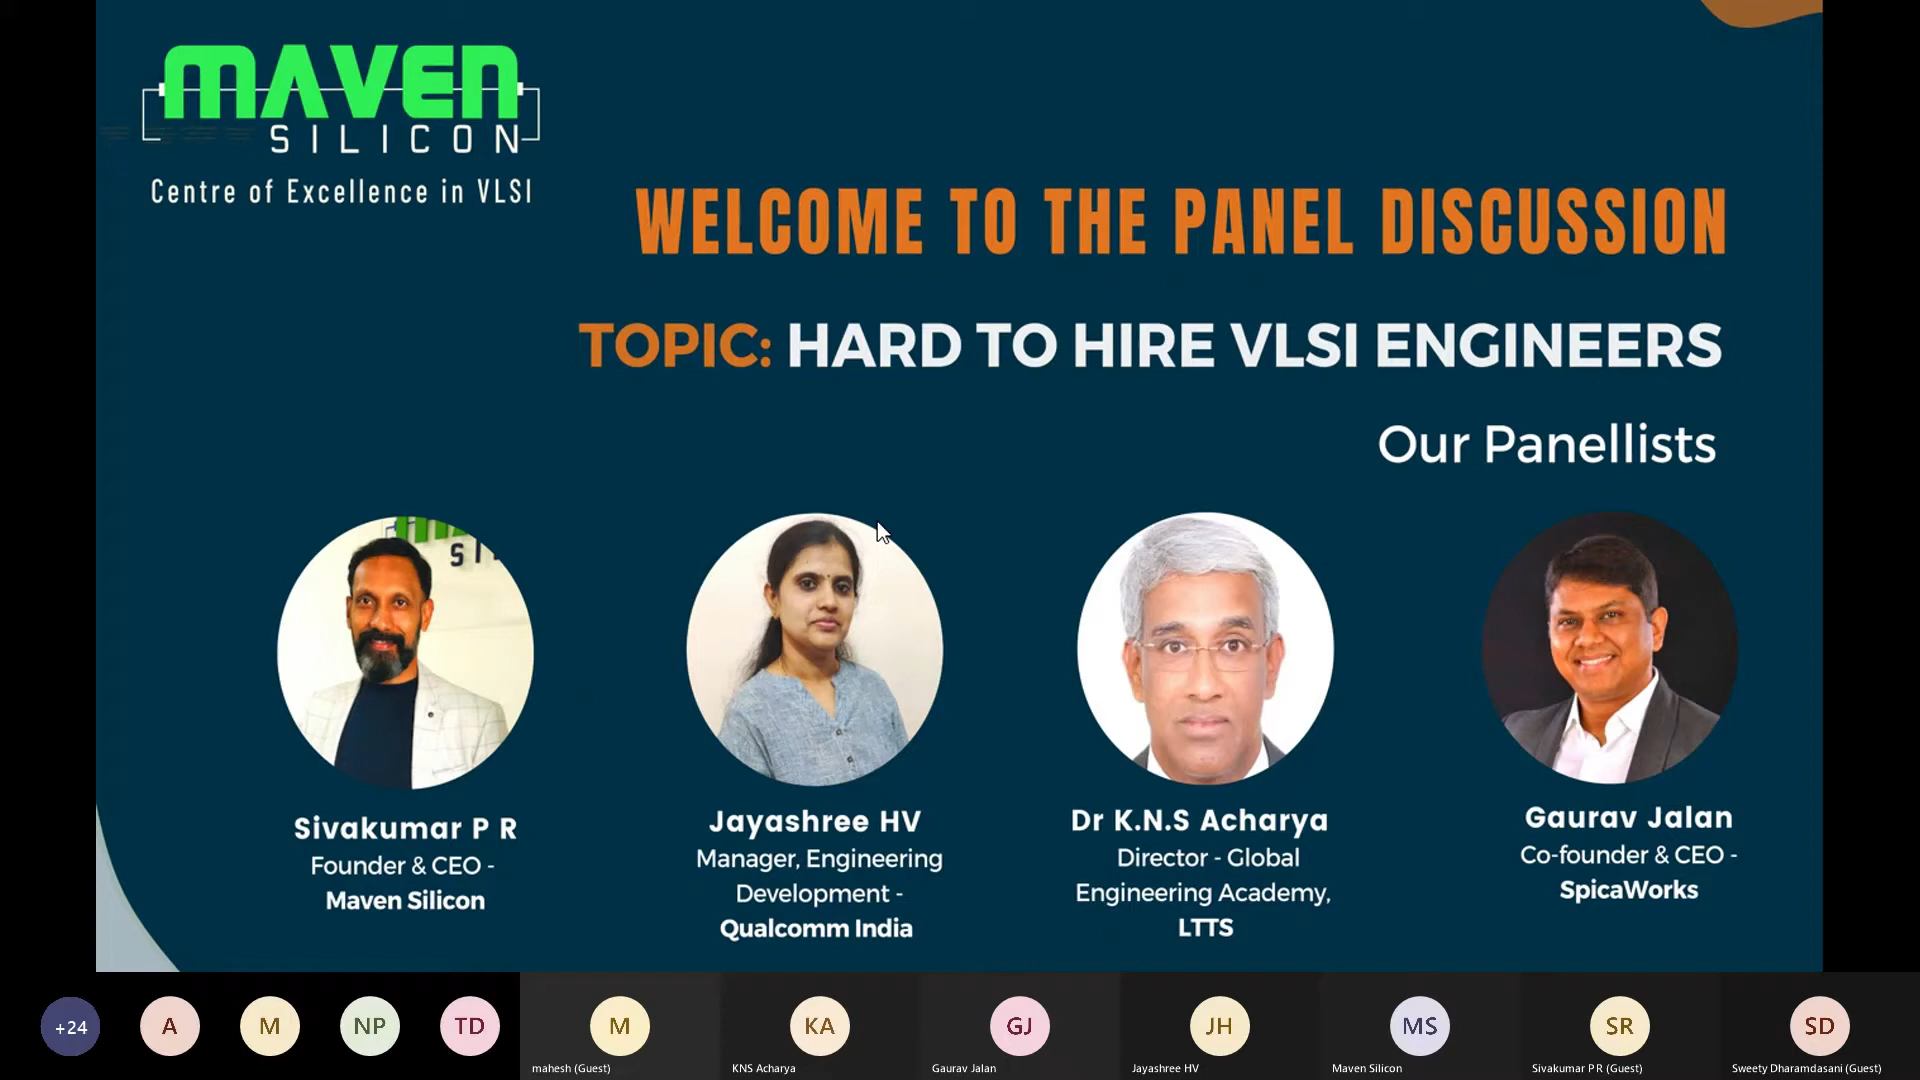 MAVEN
SILICON
Centre of Excellence in VLSI
WELCOME TO THE PANEL DISCUSSION
TOPIC: HARD TO HIRE VLSI ENGINEERS
Our Panellists
SI
Sivakumar P R
Founder & CEO -
Maven Silicon
Jayashree HV
Manager, Engineering
Development -
Qualcomm India
Dr K.N.S Acharya
Director - Global
Engineering Academy,
LTTS
Gaurav Jalan
Co-founder & CEO -
SpicaWorks
+24
A
M
NP
TD
M
mahesh (Guest)
KA
KNS Acharya
GJ
Gaurav Jalan
JH
Jayashree HV
MS
Maven Silicon
SR
Sivakumar P R (Guest)
SD
Sweety Dharamdasani (Guest)